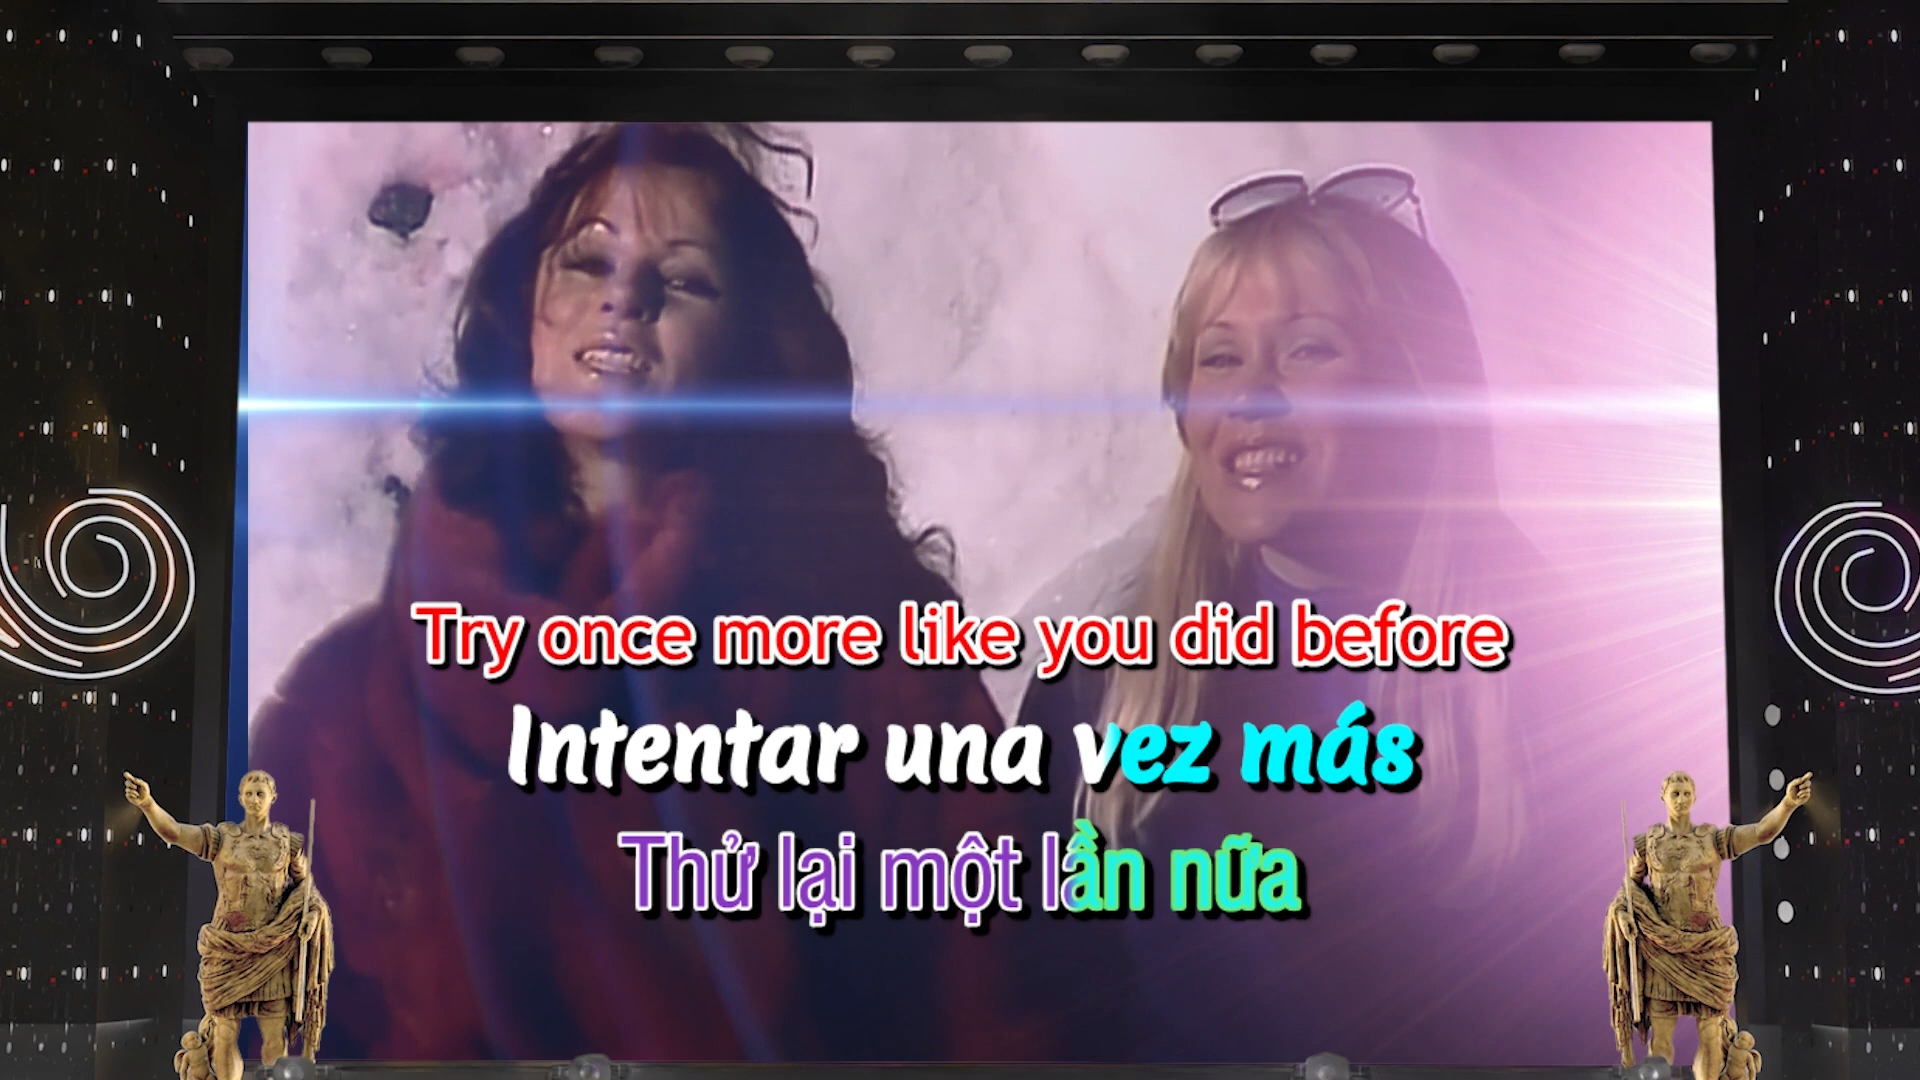 Try once more like you did before
Intentar una vez más
Thử lại một lần nữa